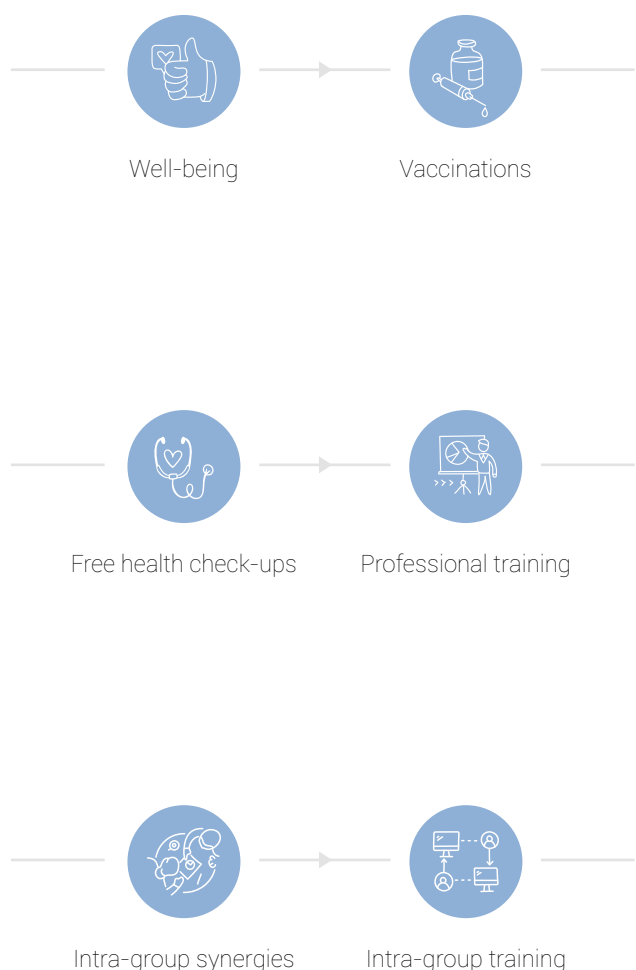 Well-being
Vaccinations
Free health check-ups
Professional training
Intra-group synergies
Intra-group training